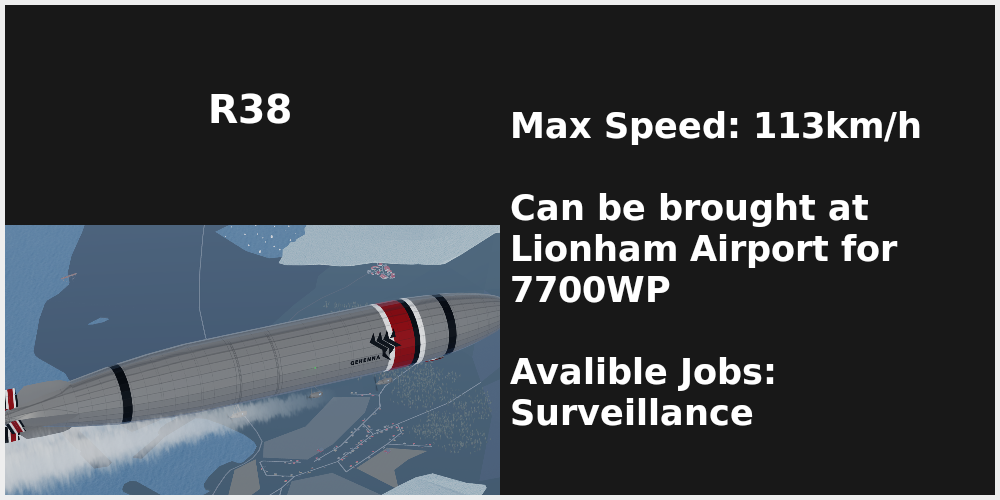 R38
Max Speed: 113km/h
Can be brought at
Lionham Airport for
7700WP
Avalible Jobs:
Surveillance
GEHENNA